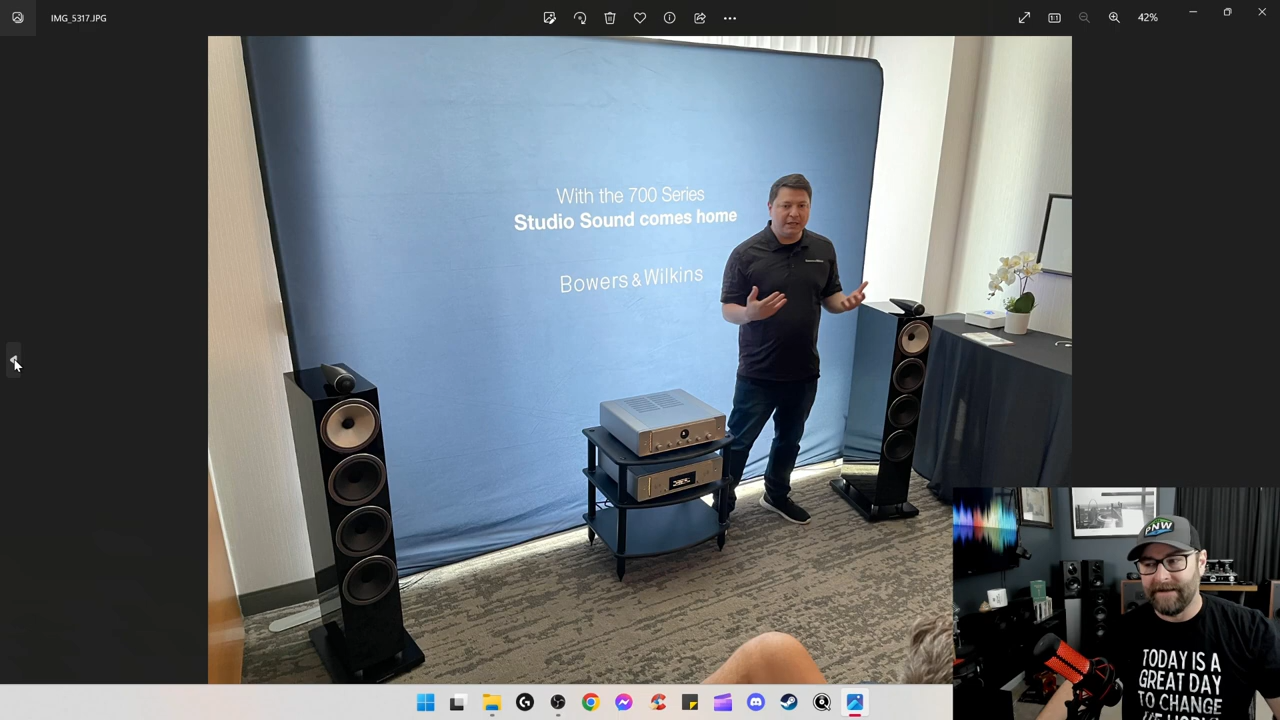 IMG_5317.JPG
42%
With the 700 Series
Studio Sound comes home
Bowers & Wilkins
PNW
TODAY IS A
GREAT DAY
TO CHANGE